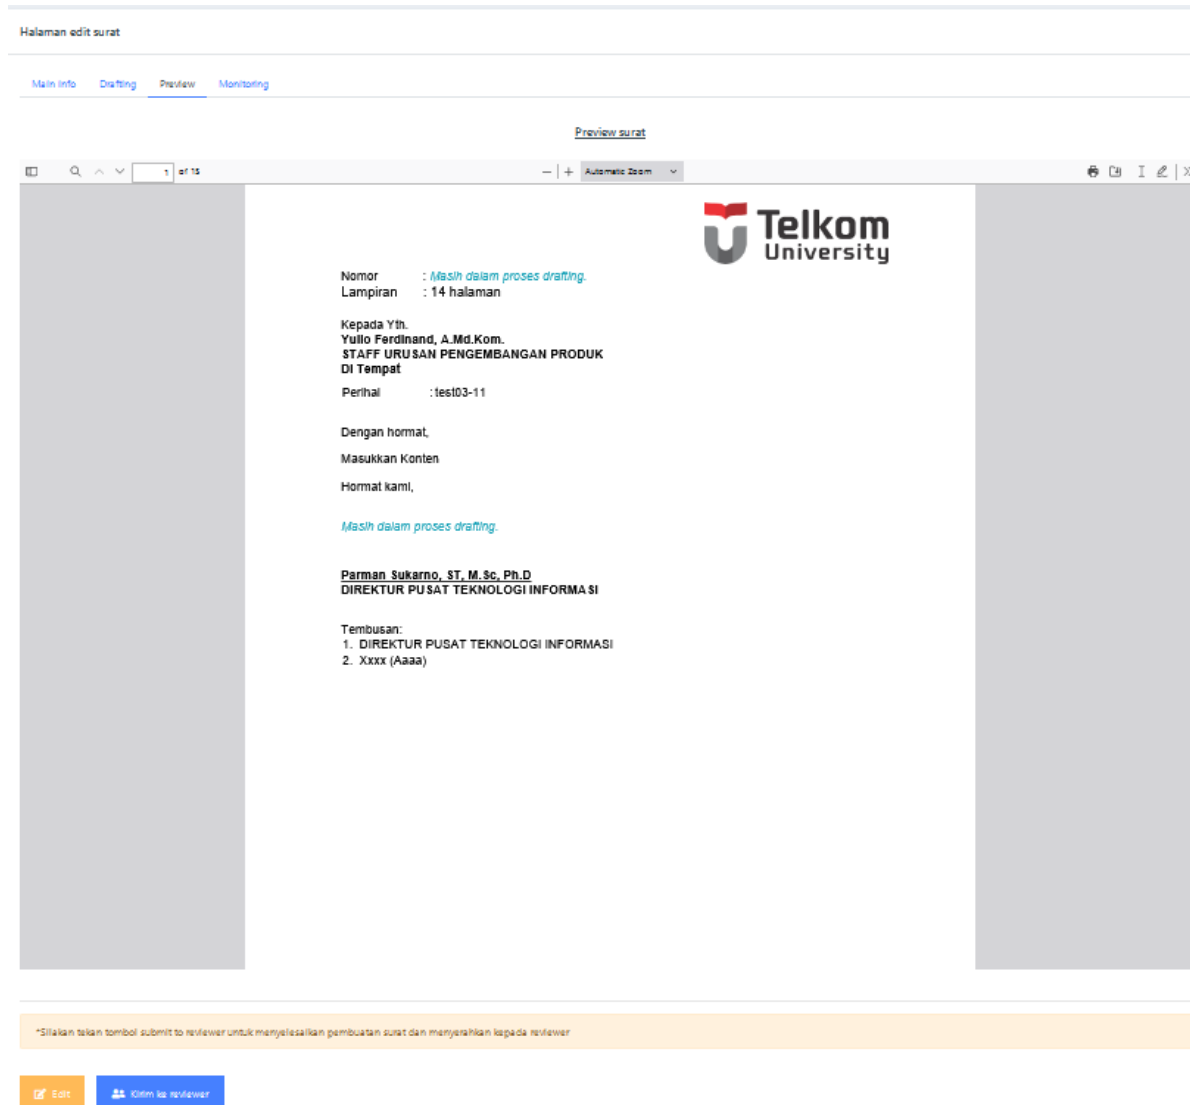 Halaman edit surat
Main Info Drafting Preview Monitoring
Preview surat
1 of 15
Automatic Zoom
Telkom
University
Nomor : Masih dalam proses drafting.
Lampiran : 14 halaman
Kepada Yth.
Yulio Ferdinand, A.Md.Kom.
STAFF URUSAN PENGEMBANGAN PRODUK
Di Tempat
Perihal :test03-11
Dengan hormat,
Masukkan Konten
Hormat kami,
Masih dalam proses drafting.
Parman Sukarno, ST, M.Sc, Ph.D
DIREKTUR PUSAT TEKNOLOGI INFORMASI
Tembusan:
1. DIREKTUR PUSAT TEKNOLOGI INFORMASI
2. Xxxx (Aaaa)
*Silakan tekan tombol submit to reviewer untuk menyelesaikan pembuatan surat dan menyerahkan kepada reviewer
Edit Kirim ke reviewer